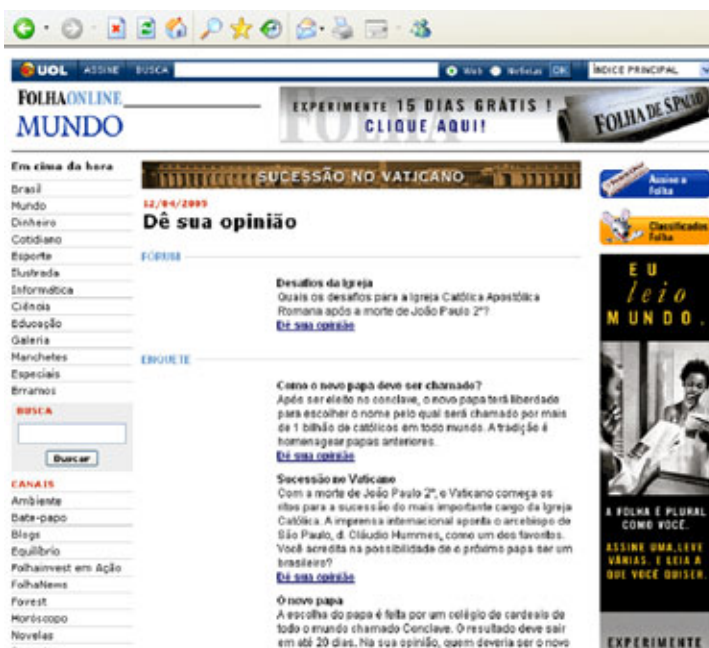 UOL ASSINE BUSCA Web Notícias OK ÍNDICE PRINCIPAL
FOLHAONLINE
MUNDO
FOLHA
EXPERIMENTE 15 DIAS GRÁTIS !
CLIQUE AQUI!
FOLHA DE S.PAULO
Em cima da hora
Brasil
Mundo
Dinheiro
Cotidiano
Esporte
Ilustrada
Informática
Ciência
Educação
Galeria
Manchetes
Especiais
Erramos
BUSCA
Buscar
CANAIS
Ambiente
Bate-papo
Blogs
Equilíbrio
Folhainvest em Ação
FolhaNews
Fovest
Horóscopo
Novelas
SUCESSÃO NO VATICANO
12/04/2005
Dê sua opinião
FÓRUM
Desafios da Igreja
Quais os desafios para a Igreja Católica Apostólica
Romana após a morte de João Paulo 2º?
Dê sua opinião
ENQUETE
Como o novo papa deve ser chamado?
Após ser eleito no conclave, o novo papa terá liberdade
para escolher o nome pelo qual será chamado por mais
de 1 bilhão de católicos em todo mundo. A tradição é
homenagear papas anteriores.
Dê sua opinião
Sucessão no Vaticano
Com a morte de João Paulo 2º, o Vaticano começa os
ritos para a sucessão do mais importante cargo da Igreja
Católica. A imprensa internacional aponta o arcebispo de
São Paulo, d. Cláudio Hummes, como um dos favoritos.
Você acredita na possibilidade de o próximo papa ser um
brasileiro?
Dê sua opinião
O novo papa
A escolha do papa é feita por um colégio de cardeais de
todo o mundo chamado Conclave. O resultado deve sair
em até 20 dias. Na sua opinião, quem deveria ser o novo
Assine a
Folha
Classificados
Folha
EU
leio
MUNDO.
A FOLHA É PLURAL
COMO VOCÊ.
ASSINE UMA, LEVE
VÁRIAS. E LEIA A
QUE VOCÊ QUISER.
EXPERIMENTE